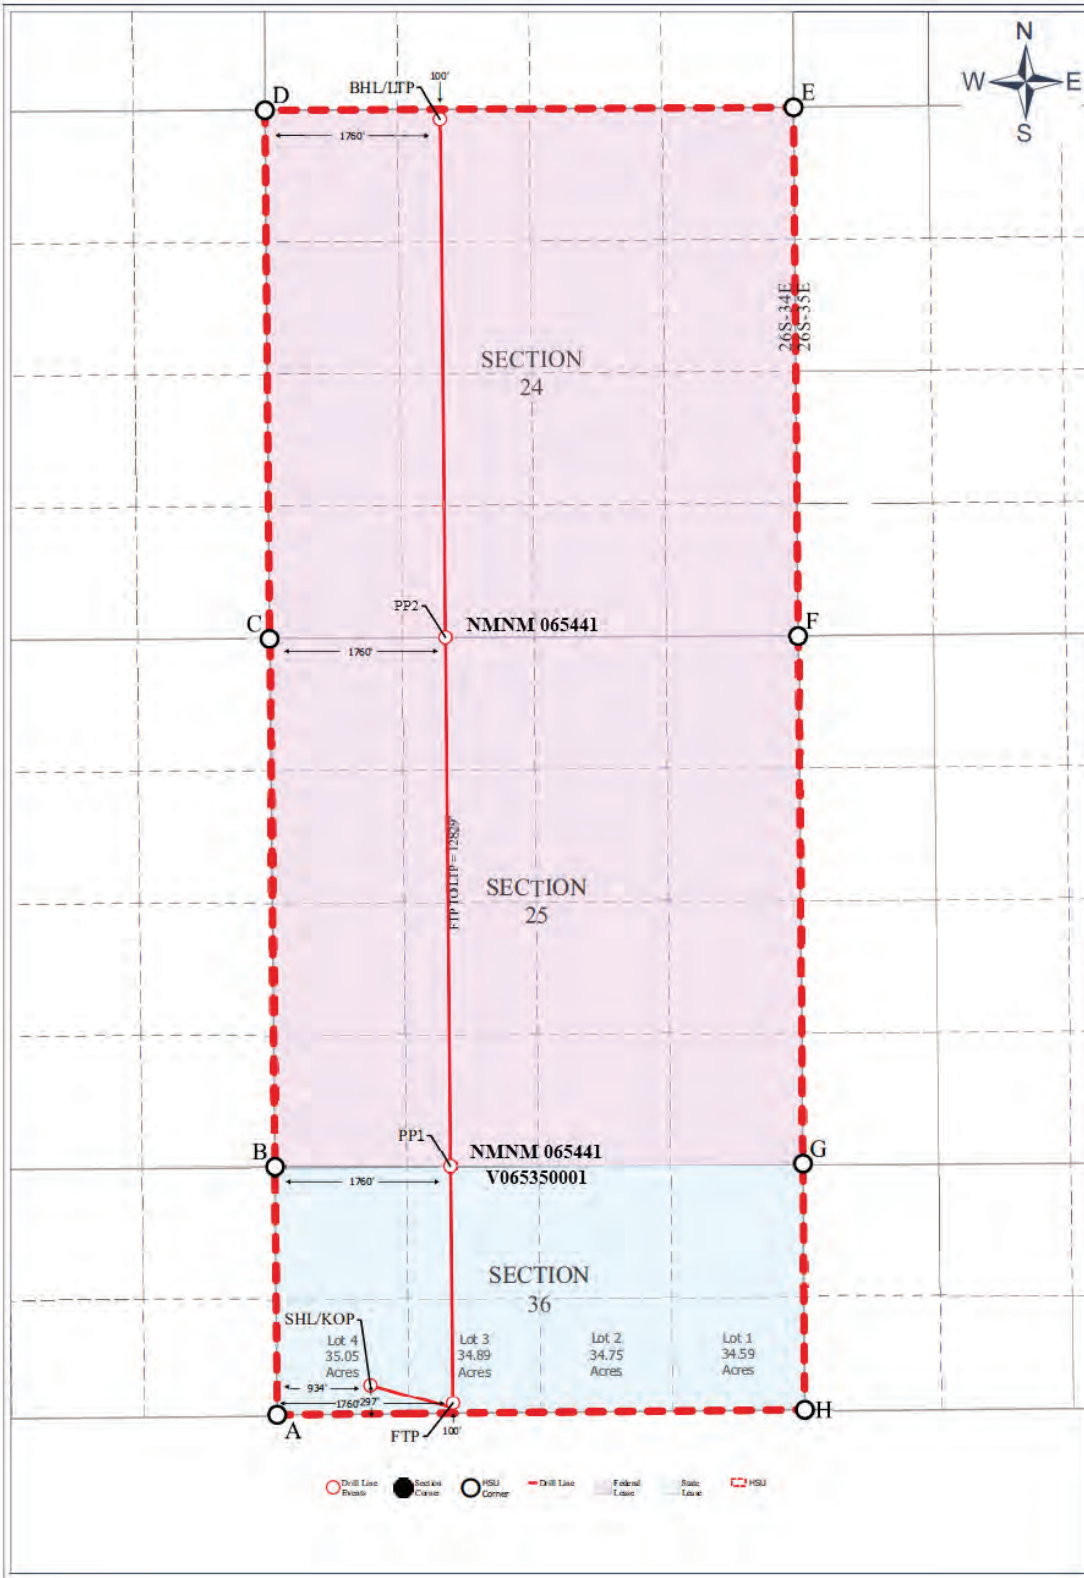 N
W E
S
D
BHL/LTP
100'
E
1760'
26S-34E
26S-35E
SECTION
24
PP2
NMNM 065441
C
F
1760'
FTP TO LTP = 12829'
SECTION
25
PP1
NMNM 065441
B
G
V065350001
1760'
SECTION
36
SHL/KOP
Lot 4
35.05
Acres
Lot 3
34.89
Acres
Lot 2
34.75
Acres
Lot 1
34.59
Acres
934'
1760'
297'
A
FTP
100'
H
Drill Line
Events
Section
Corner
HSU
Corner
Drill Line
Federal
Lease
State
Lease
HSU